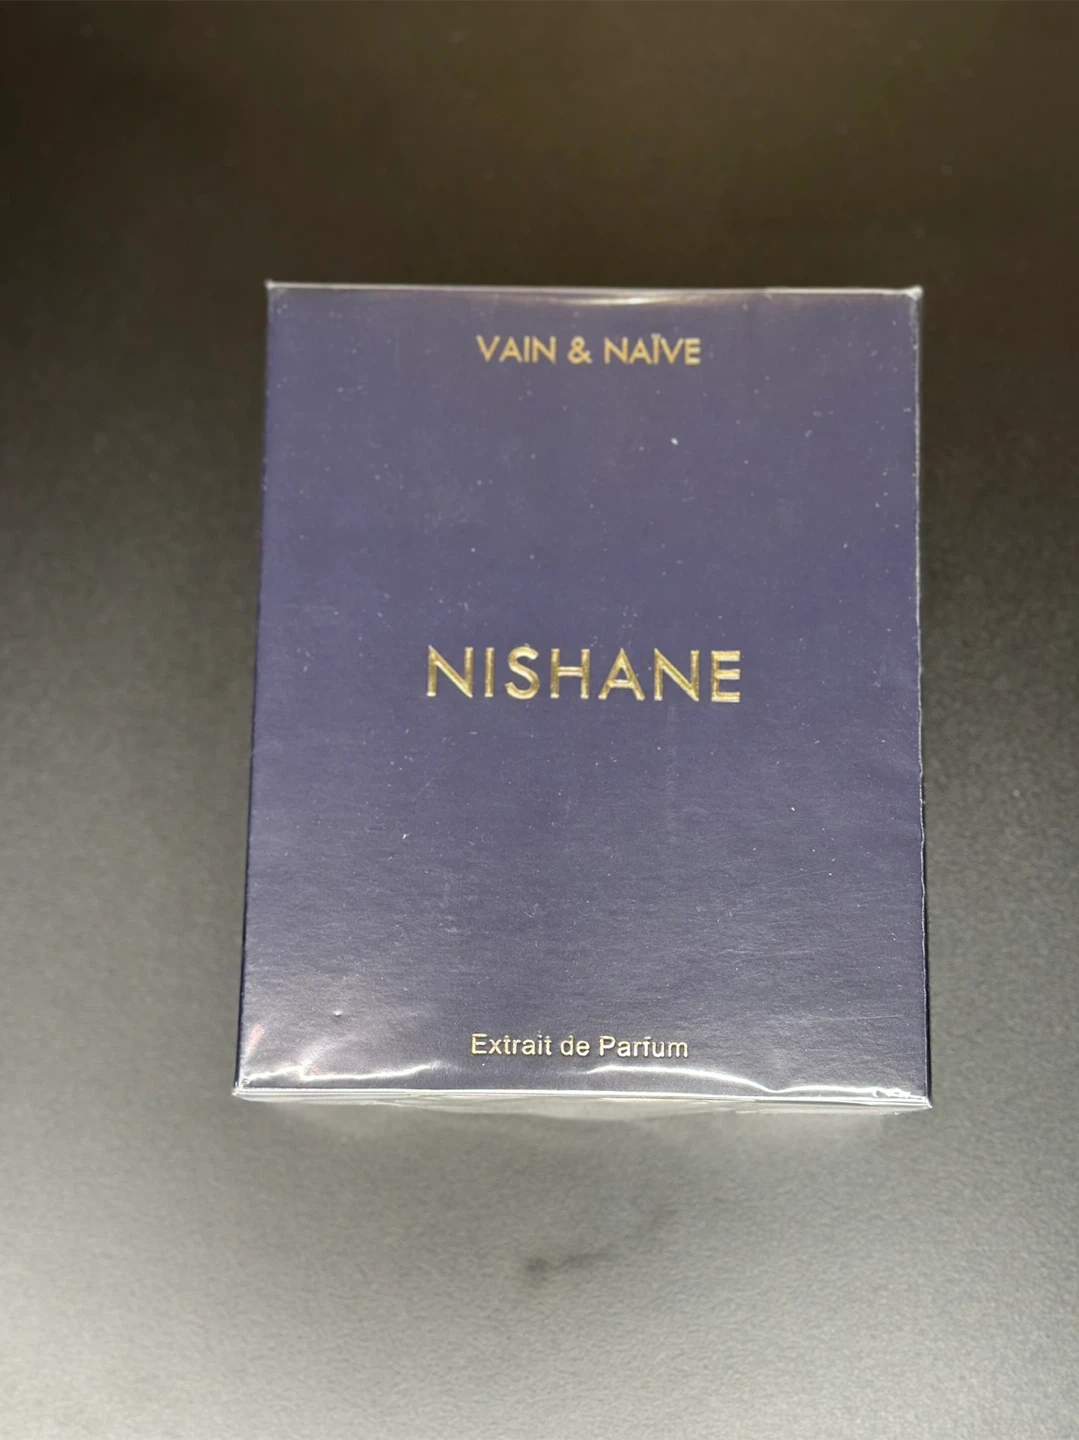 VAIN & NAÏVE
NISHANE
Extrait de Parfum